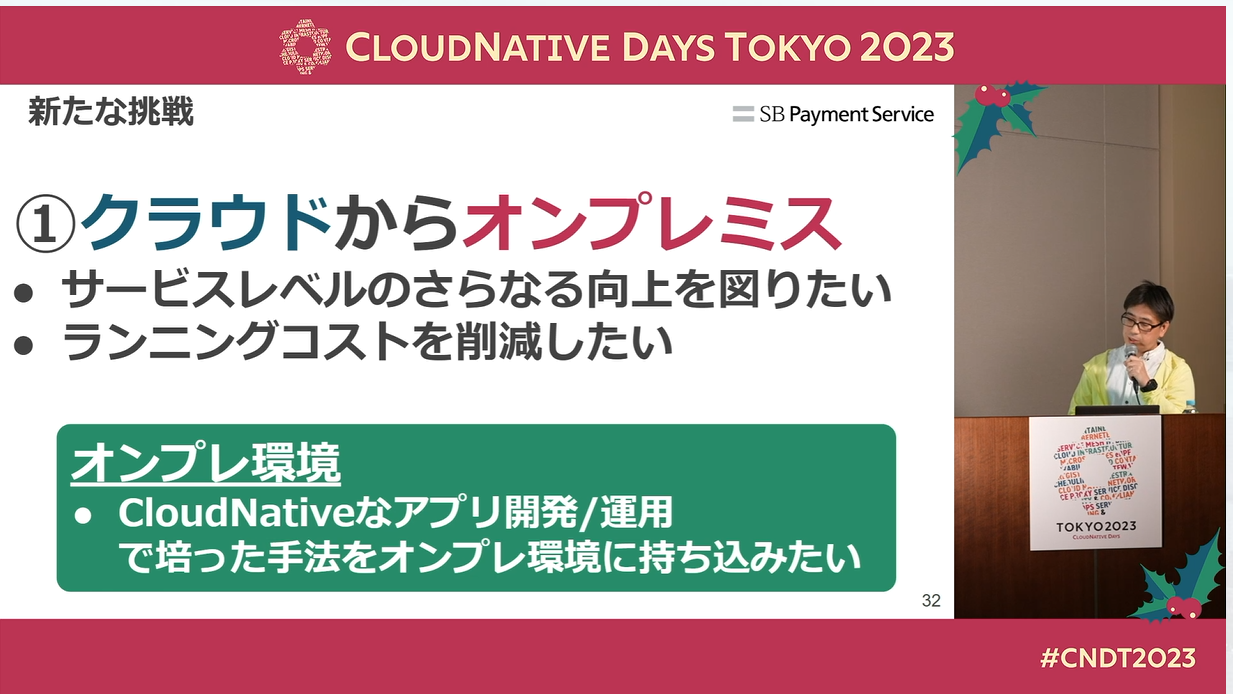 CLOUDNATIVE DAYS TOKYO 2023
新たな挑戦
SB Payment Service
①クラウドからオンプレミス
● サービスレベルのさらなる向上を図りたい
● ランニングコストを削減したい
オンプレ環境
● CloudNativeなアプリ開発/運用
で培った手法をオンプレ環境に持ち込みたい
32
TOKYO2023
CLOUDNATIVE DAYS
#CNDT2023